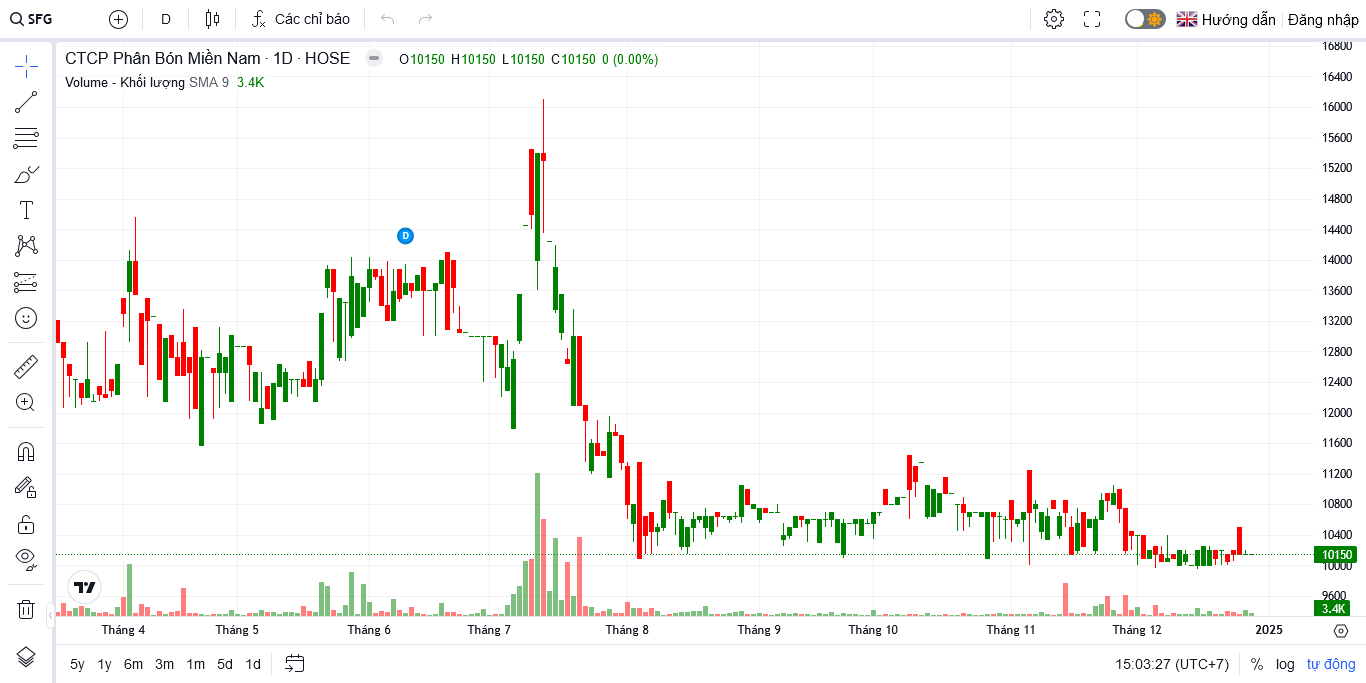 SFG D Các chỉ báo Hướng dẫn Đăng nhập
CTCP Phân Bón Miền Nam · 1D · HOSE O10150 H10150 L10150 C10150 0 (0.00%)
Volume - Khối lượng SMA 9 3.4K
D
16800
16400
16000
15600
15200
14800
14400
14000
13600
13200
12800
12400
12000
11600
11200
10800
10400
10150
10000
9600
3.4K
Tháng 4 Tháng 5 Tháng 6 Tháng 7 Tháng 8 Tháng 9 Tháng 10 Tháng 11 Tháng 12 2025
5y 1y 6m 3m 1m 5d 1d 15:03:27 (UTC+7) % log tự động